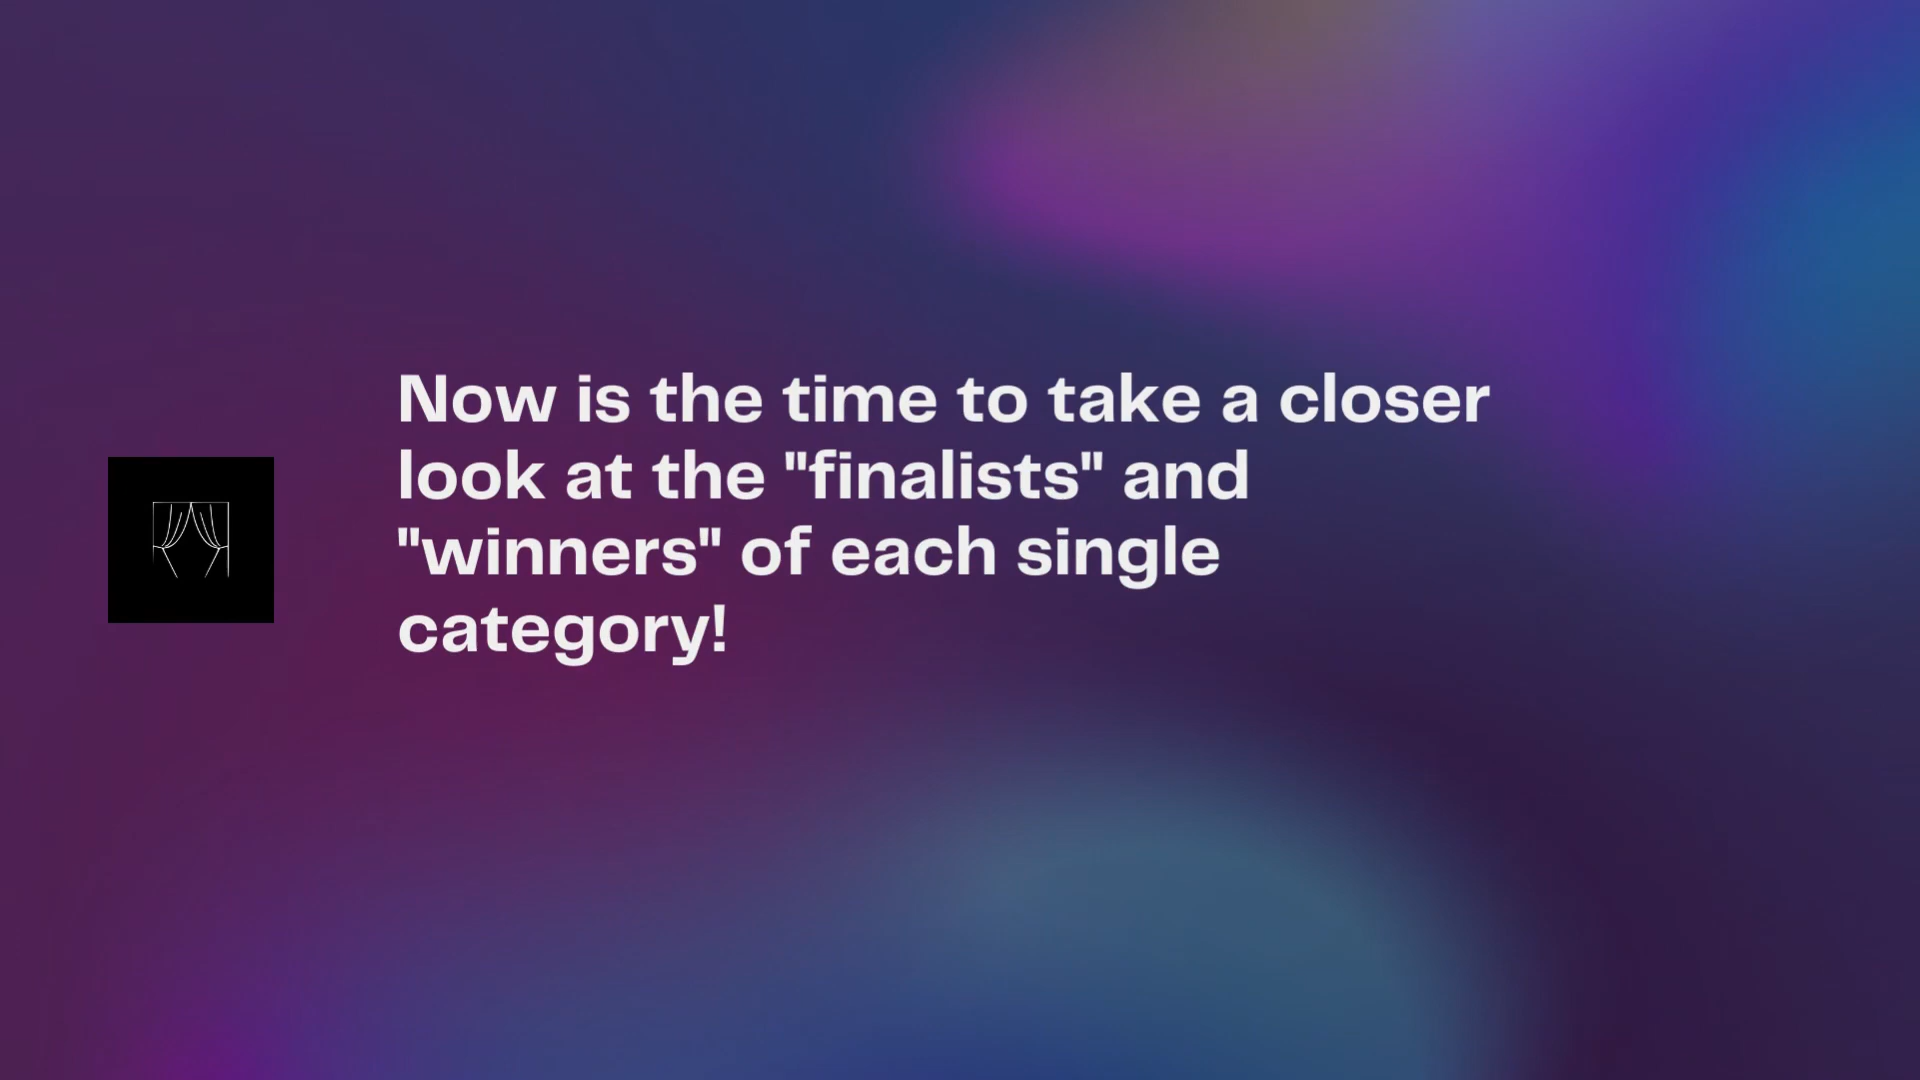 Now is the time to take a closer
look at the "finalists" and
"winners" of each single
category!